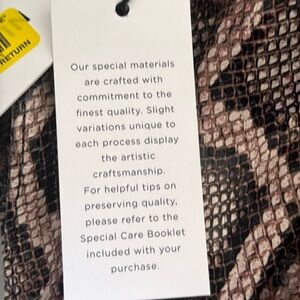 RETURN
Our special materials
are crafted with
commitment to the
finest quality. Slight
variations unique to
each process display
the artistic
craftsmanship.
For helpful tips on
preserving quality,
please refer to the
Special Care Booklet
included with your
purchase.